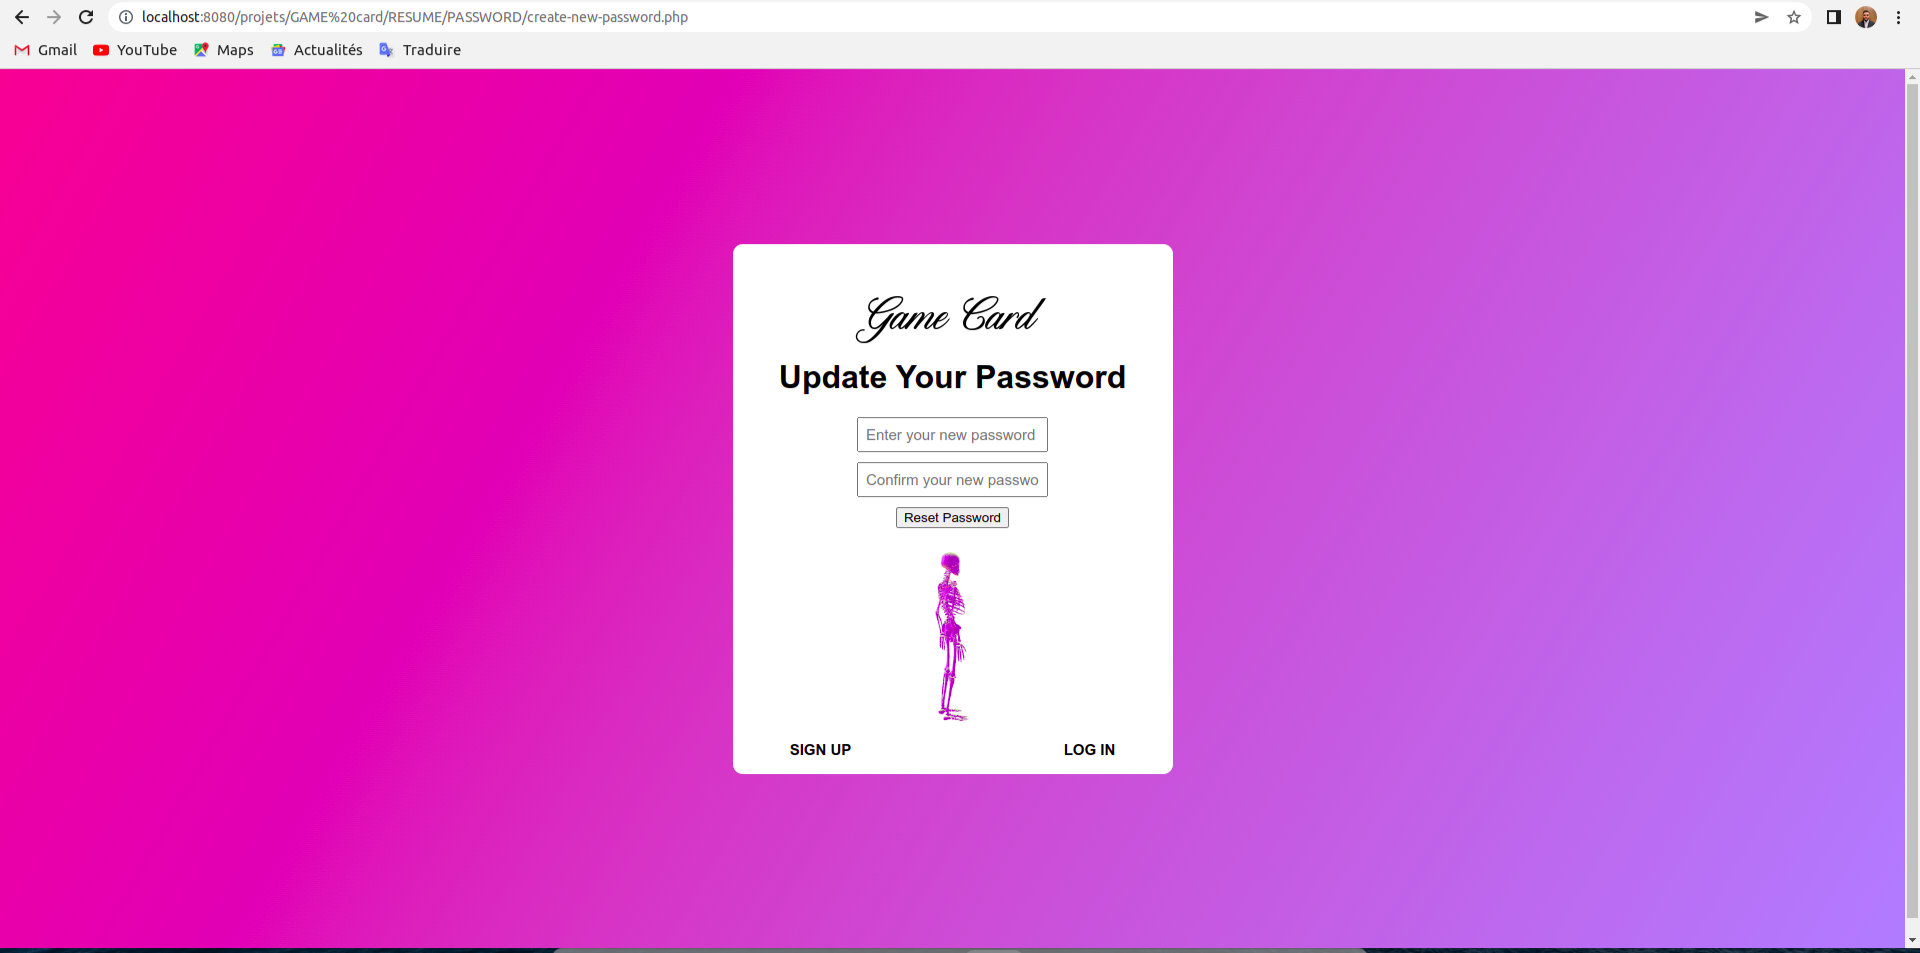 localhost:8080/projets/GAME%20card/RESUME/PASSWORD/create-new-password.php
Gmail YouTube Maps Actualités Traduire
Game Card
Update Your Password
Enter your new password
Confirm your new passwo
Reset Password
SIGN UP LOG IN